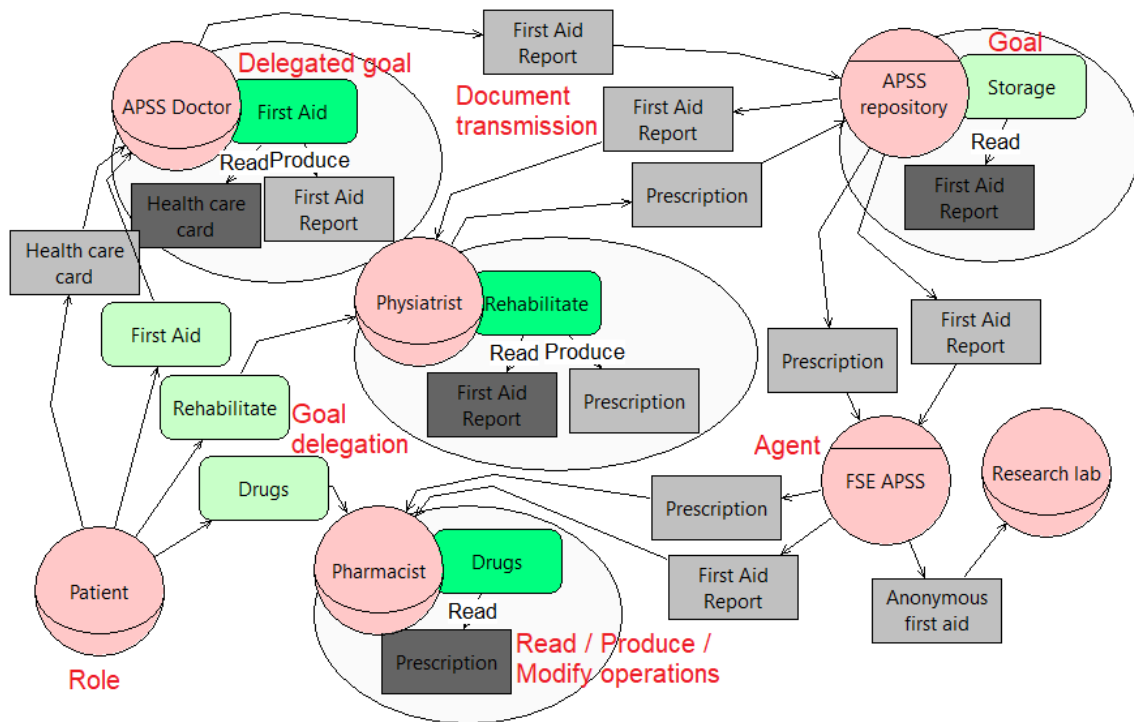 First Aid
Report
Goal
Delegated goal
APSS Doctor
First Aid
Read
Produce
Health care
card
First Aid
Report
Document
transmission
First Aid
Report
Prescription
APSS
repository
Storage
Read
First Aid
Report
Health care
card
First Aid
Rehabilitate
Goal
delegation
Drugs
Patient
Role
Physiatrist
Rehabilitate
Read
Produce
First Aid
Report
Prescription
Prescription
First Aid
Report
Agent
FSE APSS
Research lab
Prescription
First Aid
Report
Anonymous
first aid
Pharmacist
Drugs
Read
Prescription
Read / Produce /
Modify operations